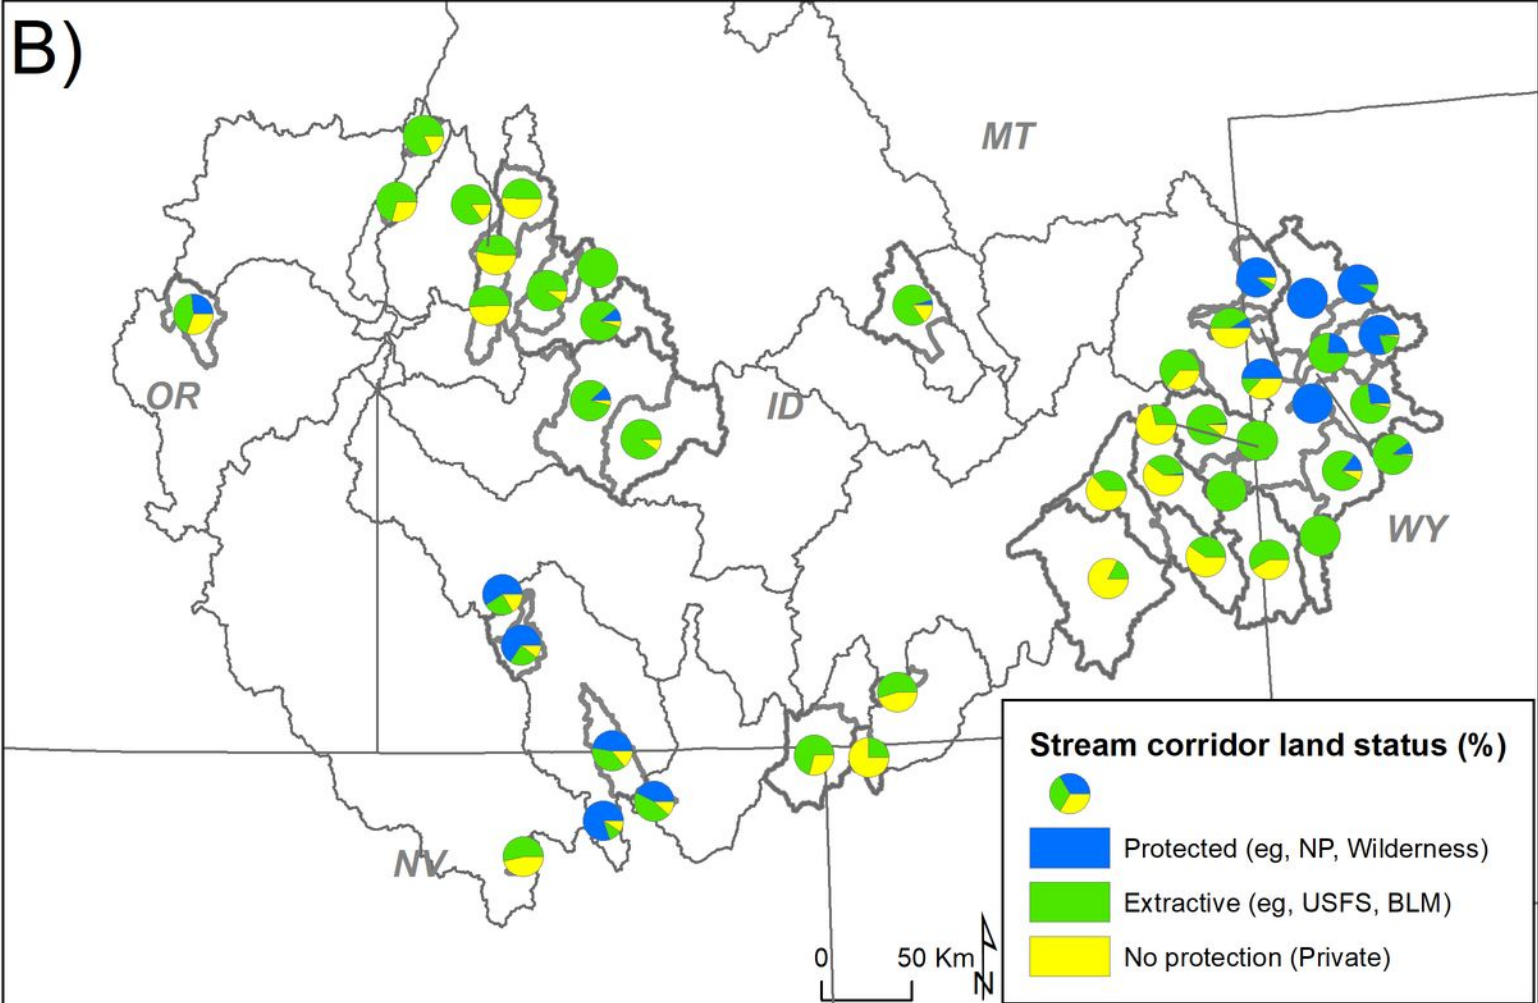 B)
MT
OR
ID
WY
NV
Stream corridor land status (%)
Protected (eg, NP, Wilderness)
Extractive (eg, USFS, BLM)
No protection (Private)
0 50 Km
N